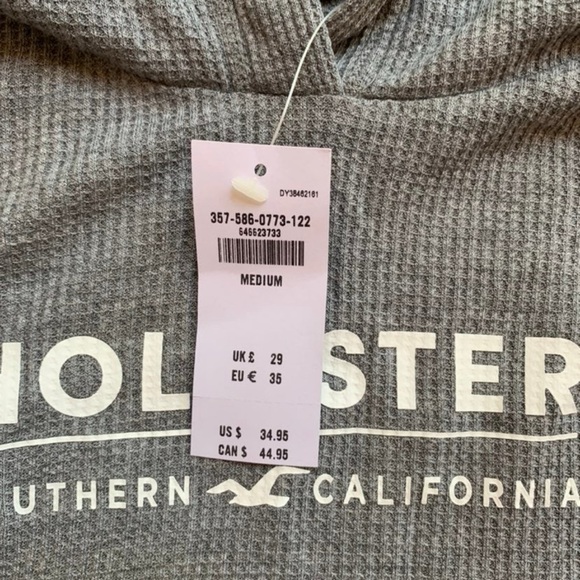 DY38462161
357-586-0773-122
646623733
MEDIUM
UK £ 29
EU € 35
US $ 34.95
CAN $ 44.95
HOL STER
UTHERN CALIFORNIA